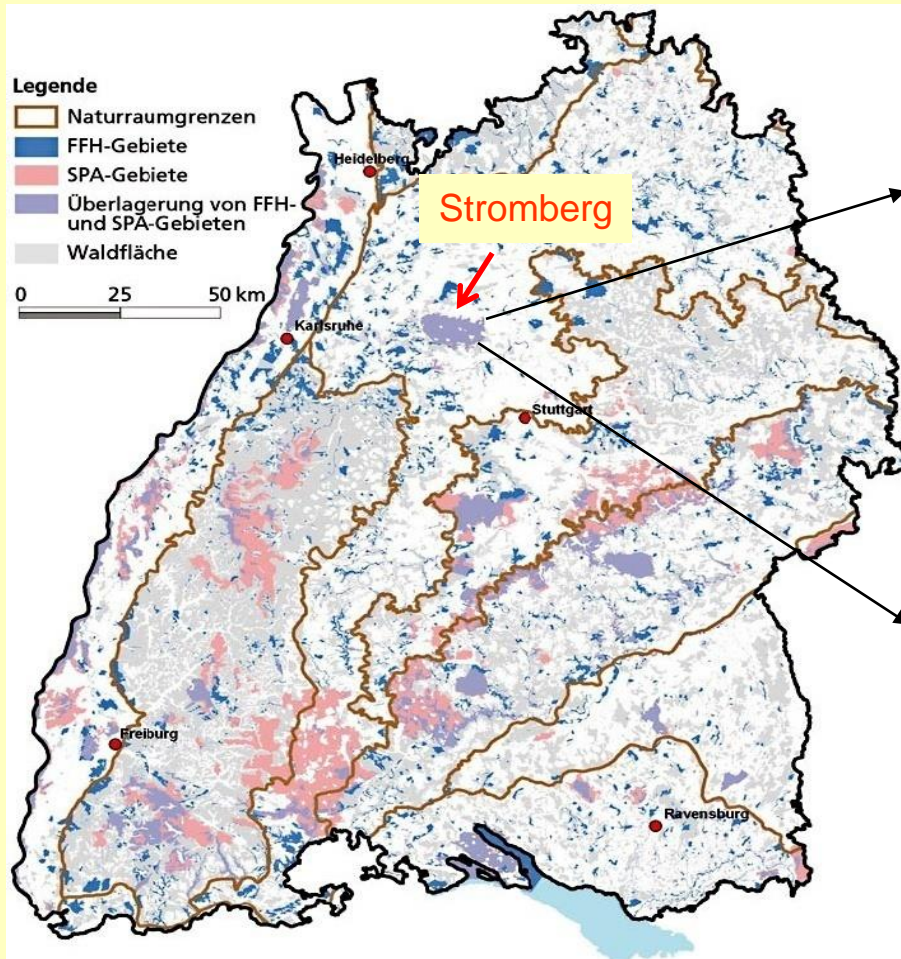 Legende
Naturraumgrenzen
FFH-Gebiete
SPA-Gebiete
Überlagerung von FFH-
und SPA-Gebieten
Waldfläche
0 25 50 km
Heidelberg
Stromberg
Karlsruhe
Stuttgart
Freiburg
Ravensburg